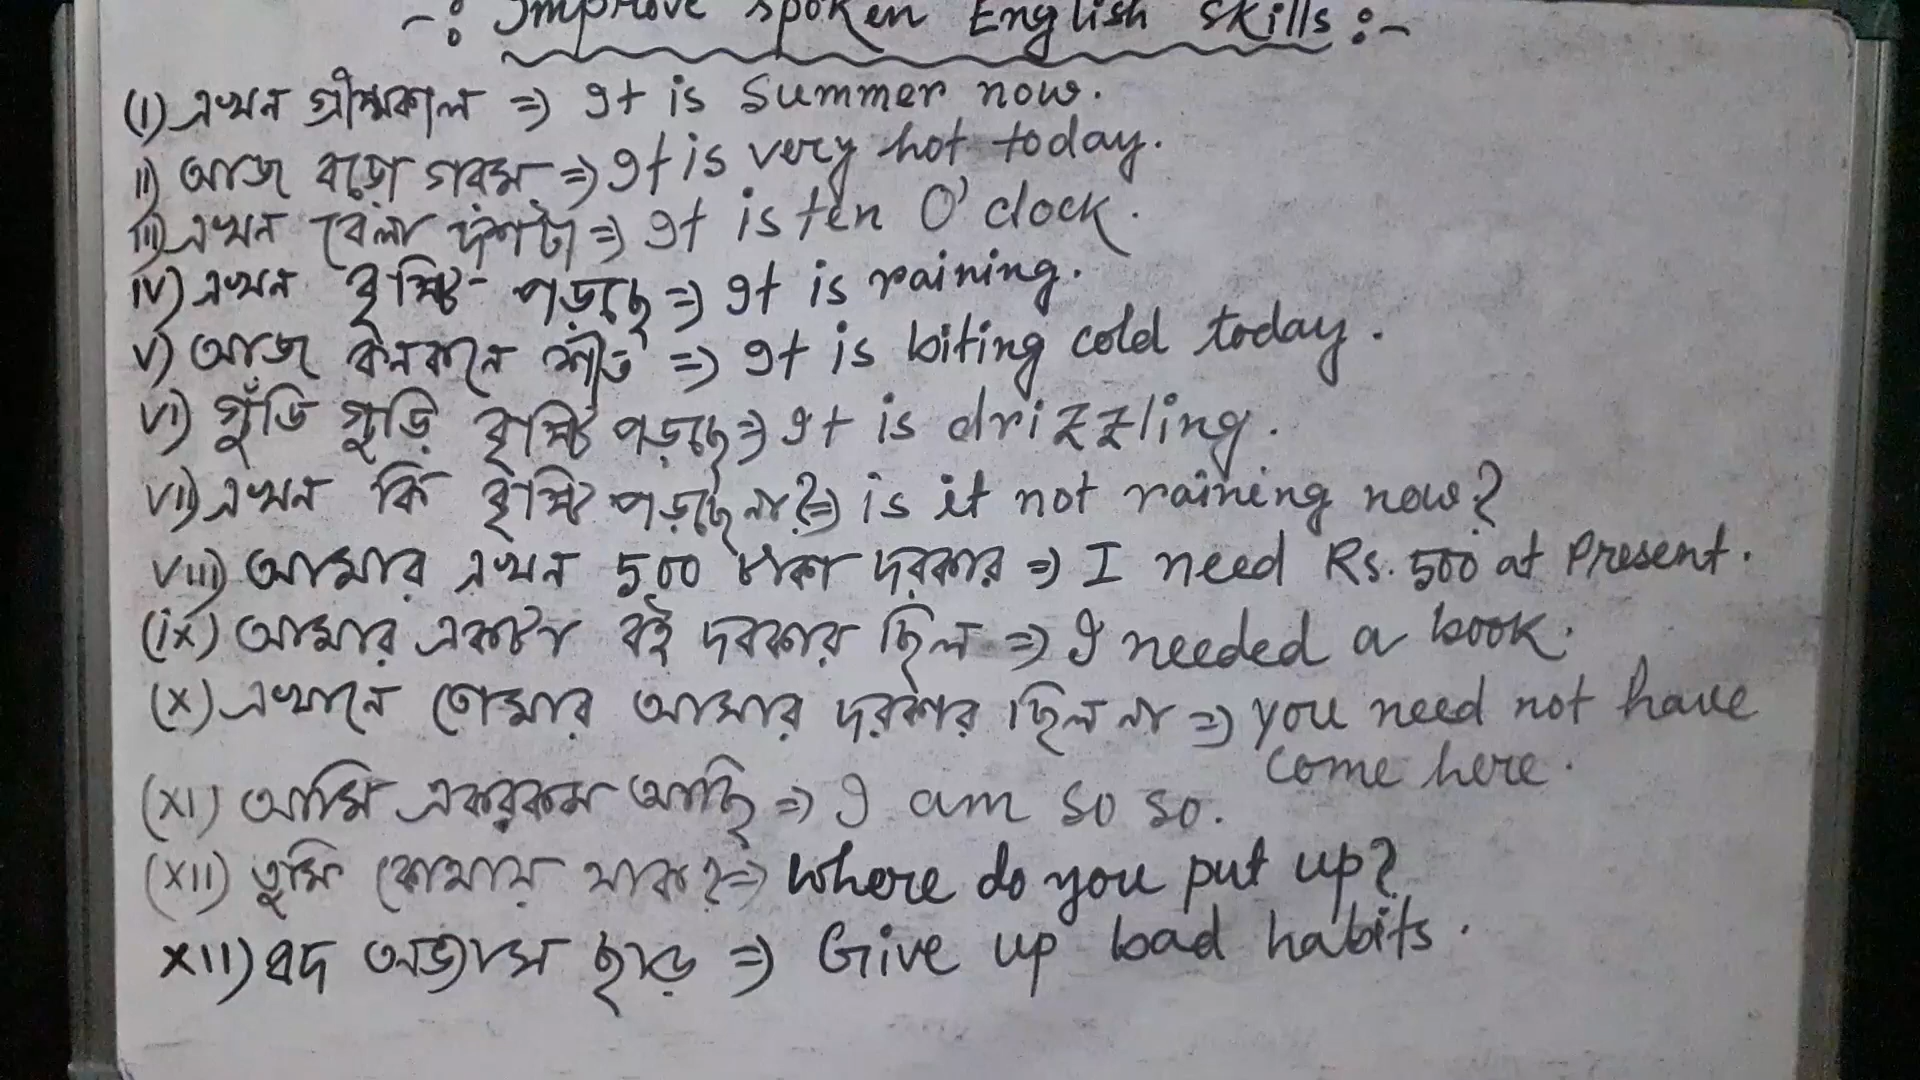 -: Improve spoken English skills :-
(i) এখন গ্রীষ্মকাল => It is Summer now.
ii) আজ বড়ো গরম => It is very hot today.
iii) এখন বেলা দশটা => It is ten O'clock.
iv) এখন বৃষ্টি পড়ছে => It is raining.
v) আজ কনকনে শীত => It is biting cold today.
vi) গুঁড়ি গুড়ি বৃষ্টি পড়ছে => It is drizzling.
vii) এখন কি বৃষ্টি পড়ছে না? => is it not raining now?
viii) আমার এখন 500 টাকা দরকার => I need Rs. 500 at Present.
(ix) আমার একটা বই দরকার ছিল => I needed a book.
(x) এখানে তোমার আসার দরকার ছিল না => you need not have
come here.
(xi) আমি একরকম আছি => I am so so.
(xii) তুমি কোথায় থাক? => Where do you put up?
xii) বদ অভ্যাস ছাড় => Give up bad habits.